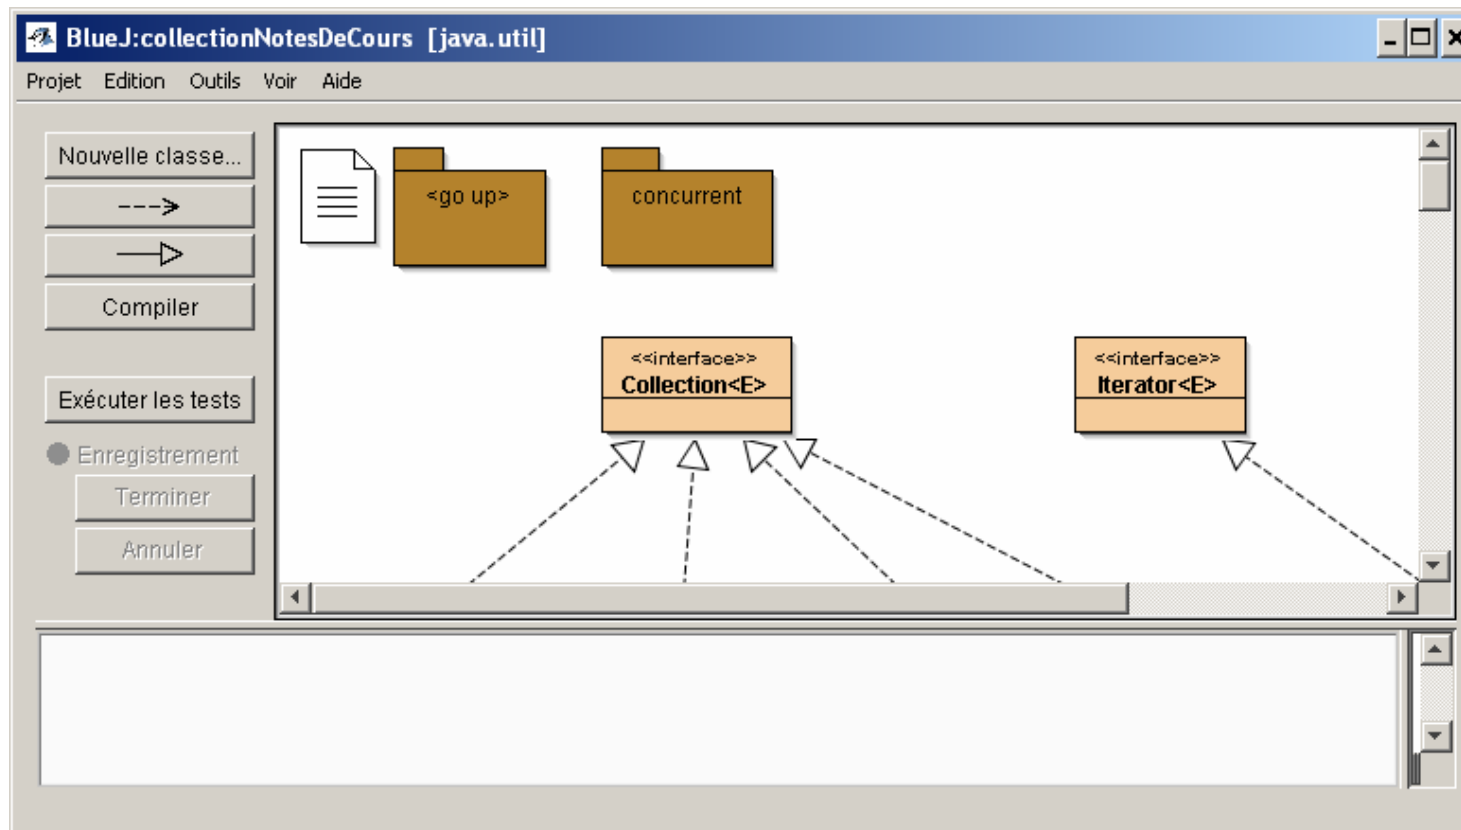 BlueJ:collectionNotesDeCours [java.util]
Projet Edition Outils Voir Aide
Nouvelle classe...
<go up>
concurrent
Compiler
<<interface>>
Collection<E>
<<interface>>
Iterator<E>
Exécuter les tests
Enregistrement
Terminer
Annuler